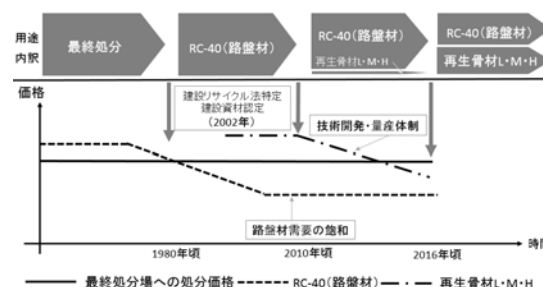 用途
内訳
最終処分
RC-40(路盤材)
RC-40(路盤材)
再生骨材L・M・H
RC-40(路盤材)
再生骨材L・M・H
価格
建設リサイクル法特定
建設資材認定
(2002年)
技術開発・量産体制
路盤材需要の飽和
1980年頃
2010年頃
2016年頃
時間
最終処分場への処分価格
RC-40(路盤材)
再生骨材L・M・H